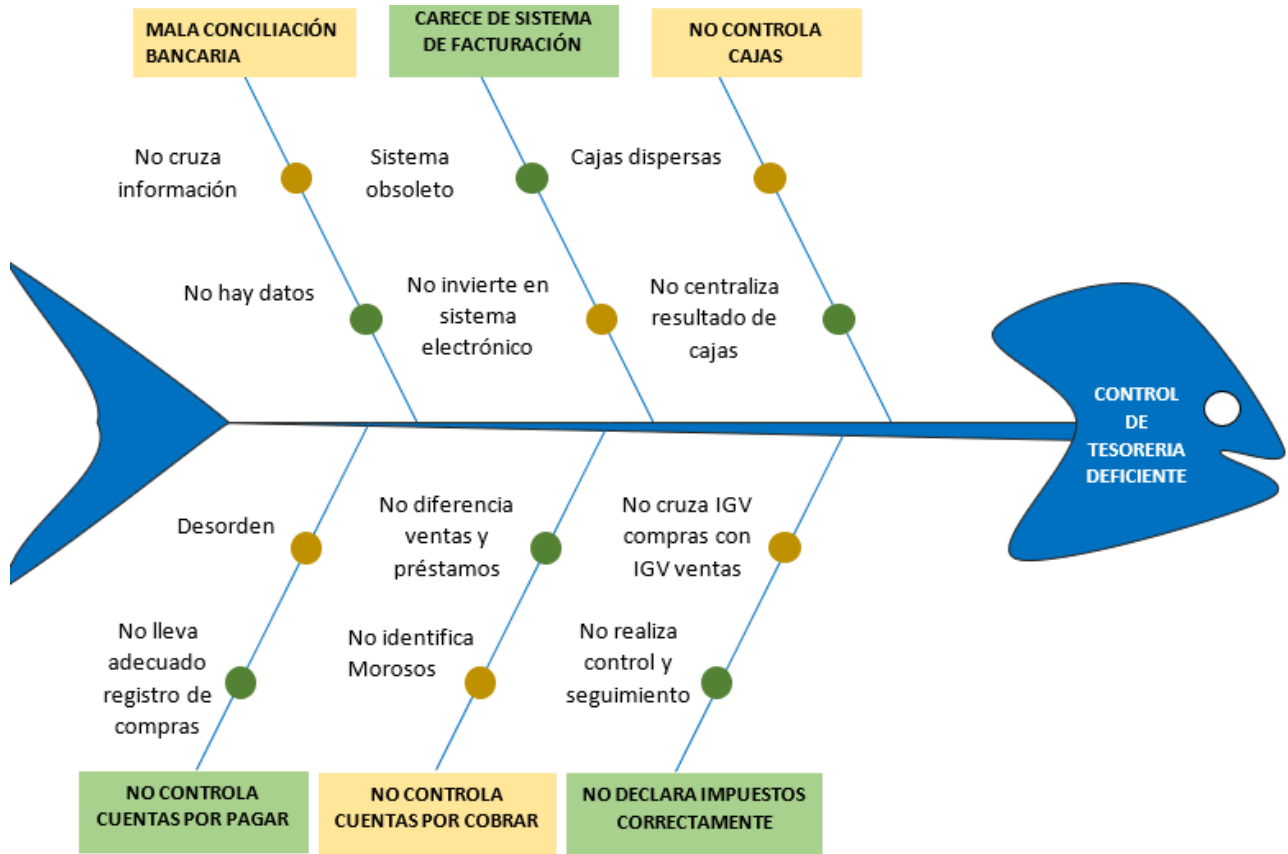 MALA CONCILIACIÓN
BANCARIA
CARECE DE SISTEMA
DE FACTURACIÓN
NO CONTROLA
CAJAS
No cruza
información
Sistema
obsoleto
Cajas dispersas
No hay datos
No invierte en
sistema
electrónico
No centraliza
resultado de
cajas
CONTROL
DE
TESORERIA
DEFICIENTE
Desorden
No diferencia
ventas y
préstamos
No cruza IGV
compras con
IGV ventas
No lleva
adecuado
registro de
compras
No identifica
Morosos
No realiza
control y
seguimiento
NO CONTROLA
CUENTAS POR PAGAR
NO CONTROLA
CUENTAS POR COBRAR
NO DECLARA IMPUESTOS
CORRECTAMENTE